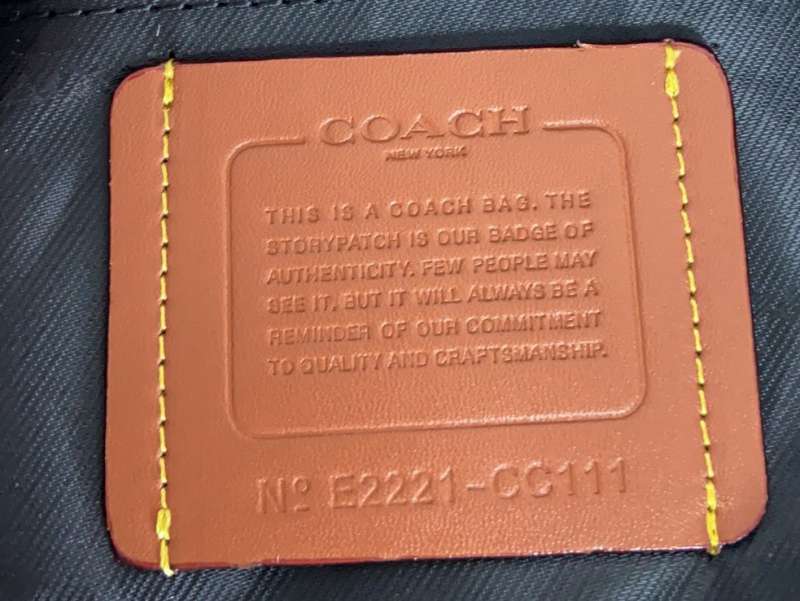 COACH
NEW YORK
THIS IS A COACH BAG. THE
STORYPATCH IS OUR BADGE OF
AUTHENTICITY. FEW PEOPLE MAY
SEE IT, BUT IT WILL ALWAYS BE A
REMINDER OF OUR COMMITMENT
TO QUALITY AND CRAFTSMANSHIP.
Nº E2221-CC111